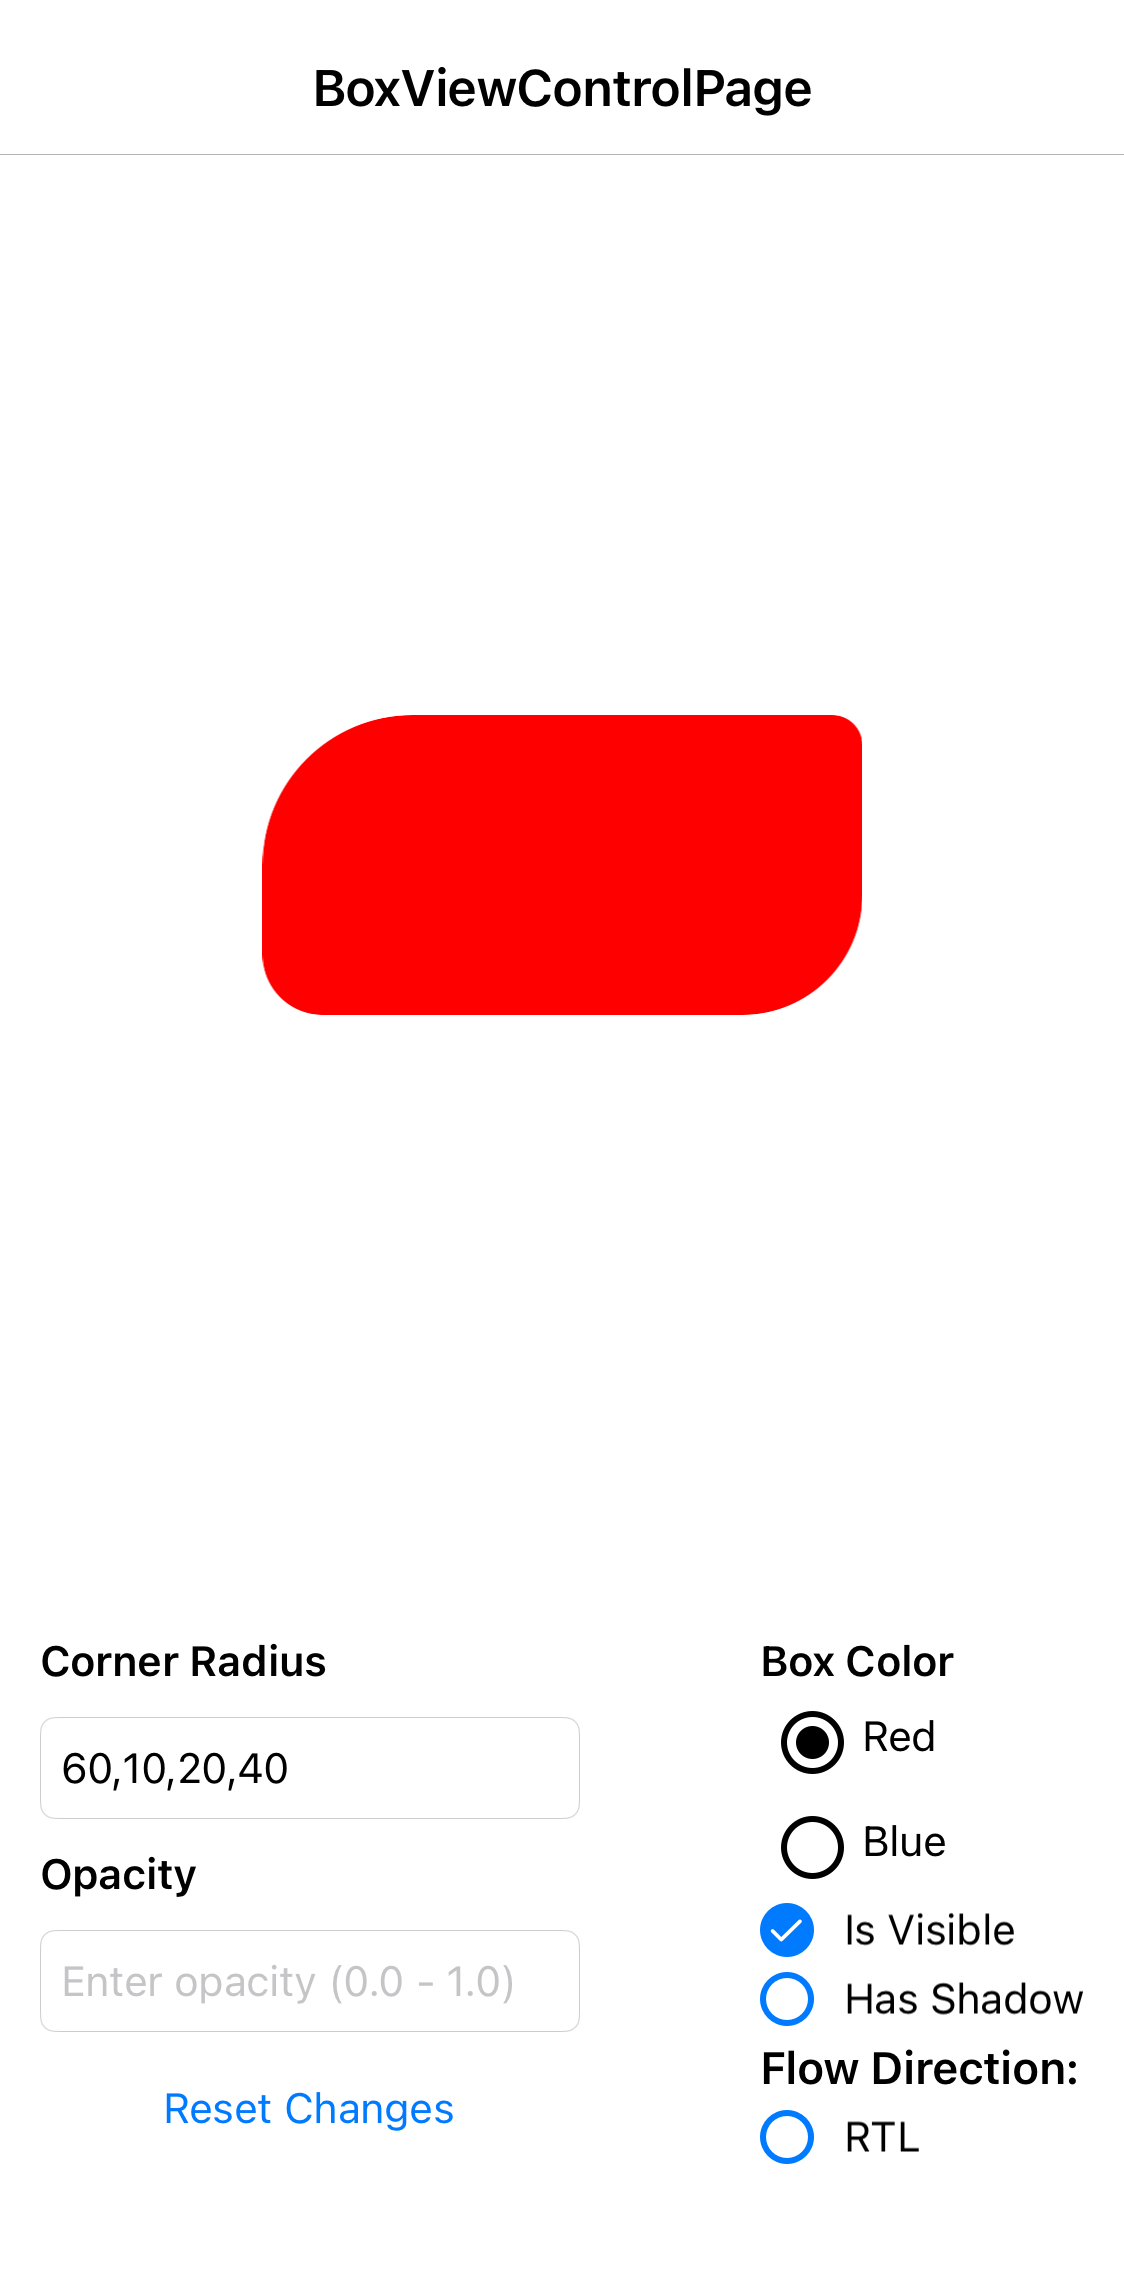 BoxViewControlPage
Corner Radius
60,10,20,40
Opacity
Enter opacity (0.0 - 1.0)
Reset Changes
Box Color
Red
Blue
Is Visible
Has Shadow
Flow Direction:
RTL